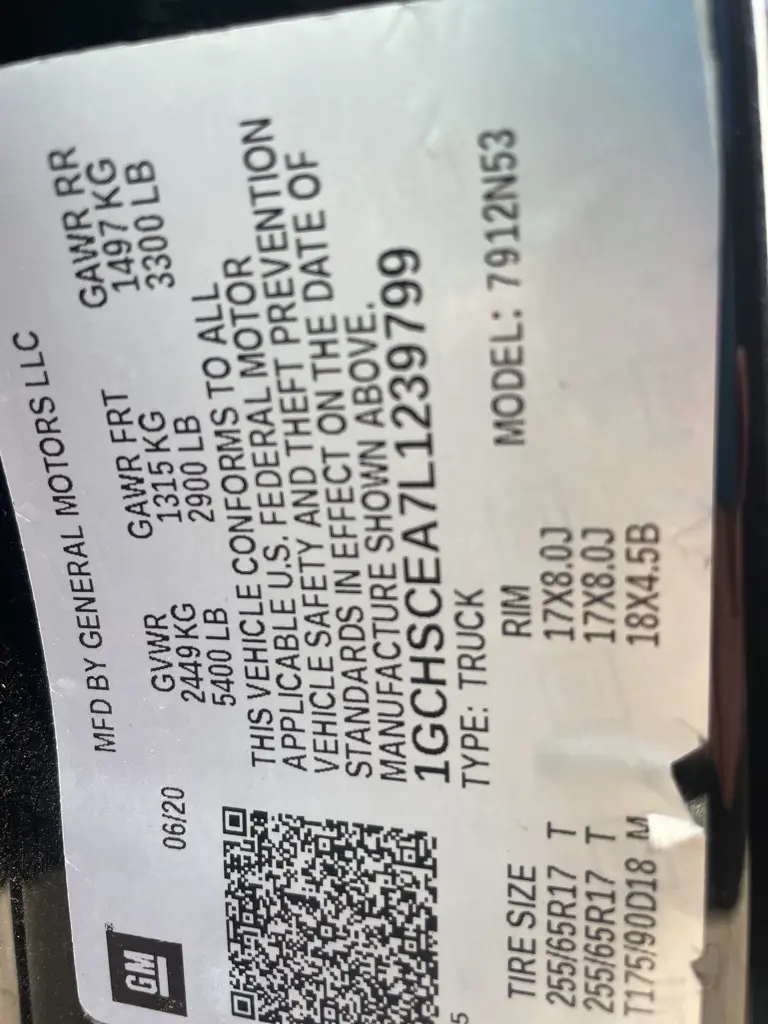 GM
06/20
MFD BY GENERAL MOTORS LLC
GVWR GAWR FRT GAWR RR
2449 KG 1315 KG 1497 KG
5400 LB 2900 LB 3300 LB
THIS VEHICLE CONFORMS TO ALL
APPLICABLE U.S. FEDERAL MOTOR
VEHICLE SAFETY AND THEFT PREVENTION
STANDARDS IN EFFECT ON THE DATE OF
MANUFACTURE SHOWN ABOVE.
1GCHSCEA7L1239799
TYPE: TRUCK MODEL: 7912N53
5
TIRE SIZE RIM
255/65R17 T 17X8.0J
255/65R17 T 17X8.0J
T175/90D18 M 18X4.5B